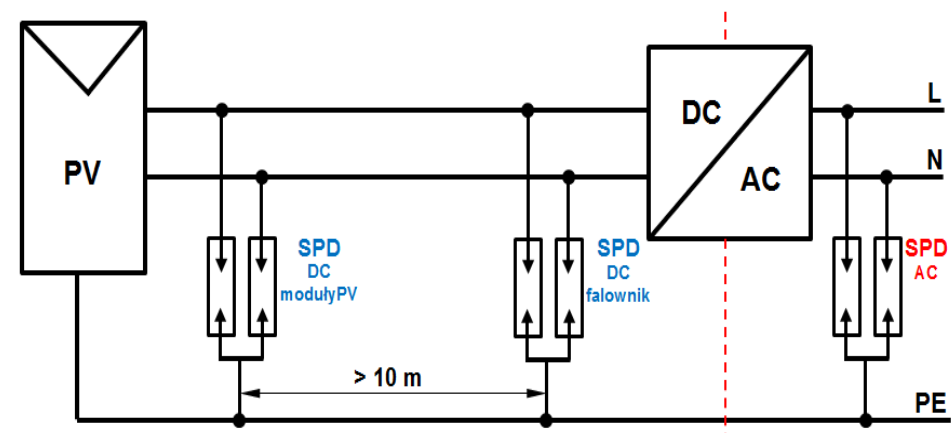 PV
DC
AC
L
N
SPD
DC
modułyPV
SPD
DC
falownik
SPD
AC
> 10 m
PE